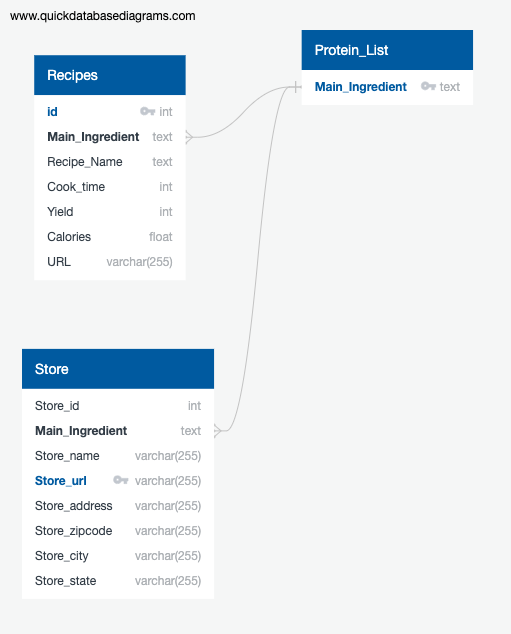 www.quickdatabasediagrams.com
Protein_List
Main_Ingredient text
Recipes
id int
Main_Ingredient text
Recipe_Name text
Cook_time int
Yield int
Calories float
URL varchar(255)
Store
Store_id int
Main_Ingredient text
Store_name varchar(255)
Store_url varchar(255)
Store_address varchar(255)
Store_zipcode varchar(255)
Store_city varchar(255)
Store_state varchar(255)